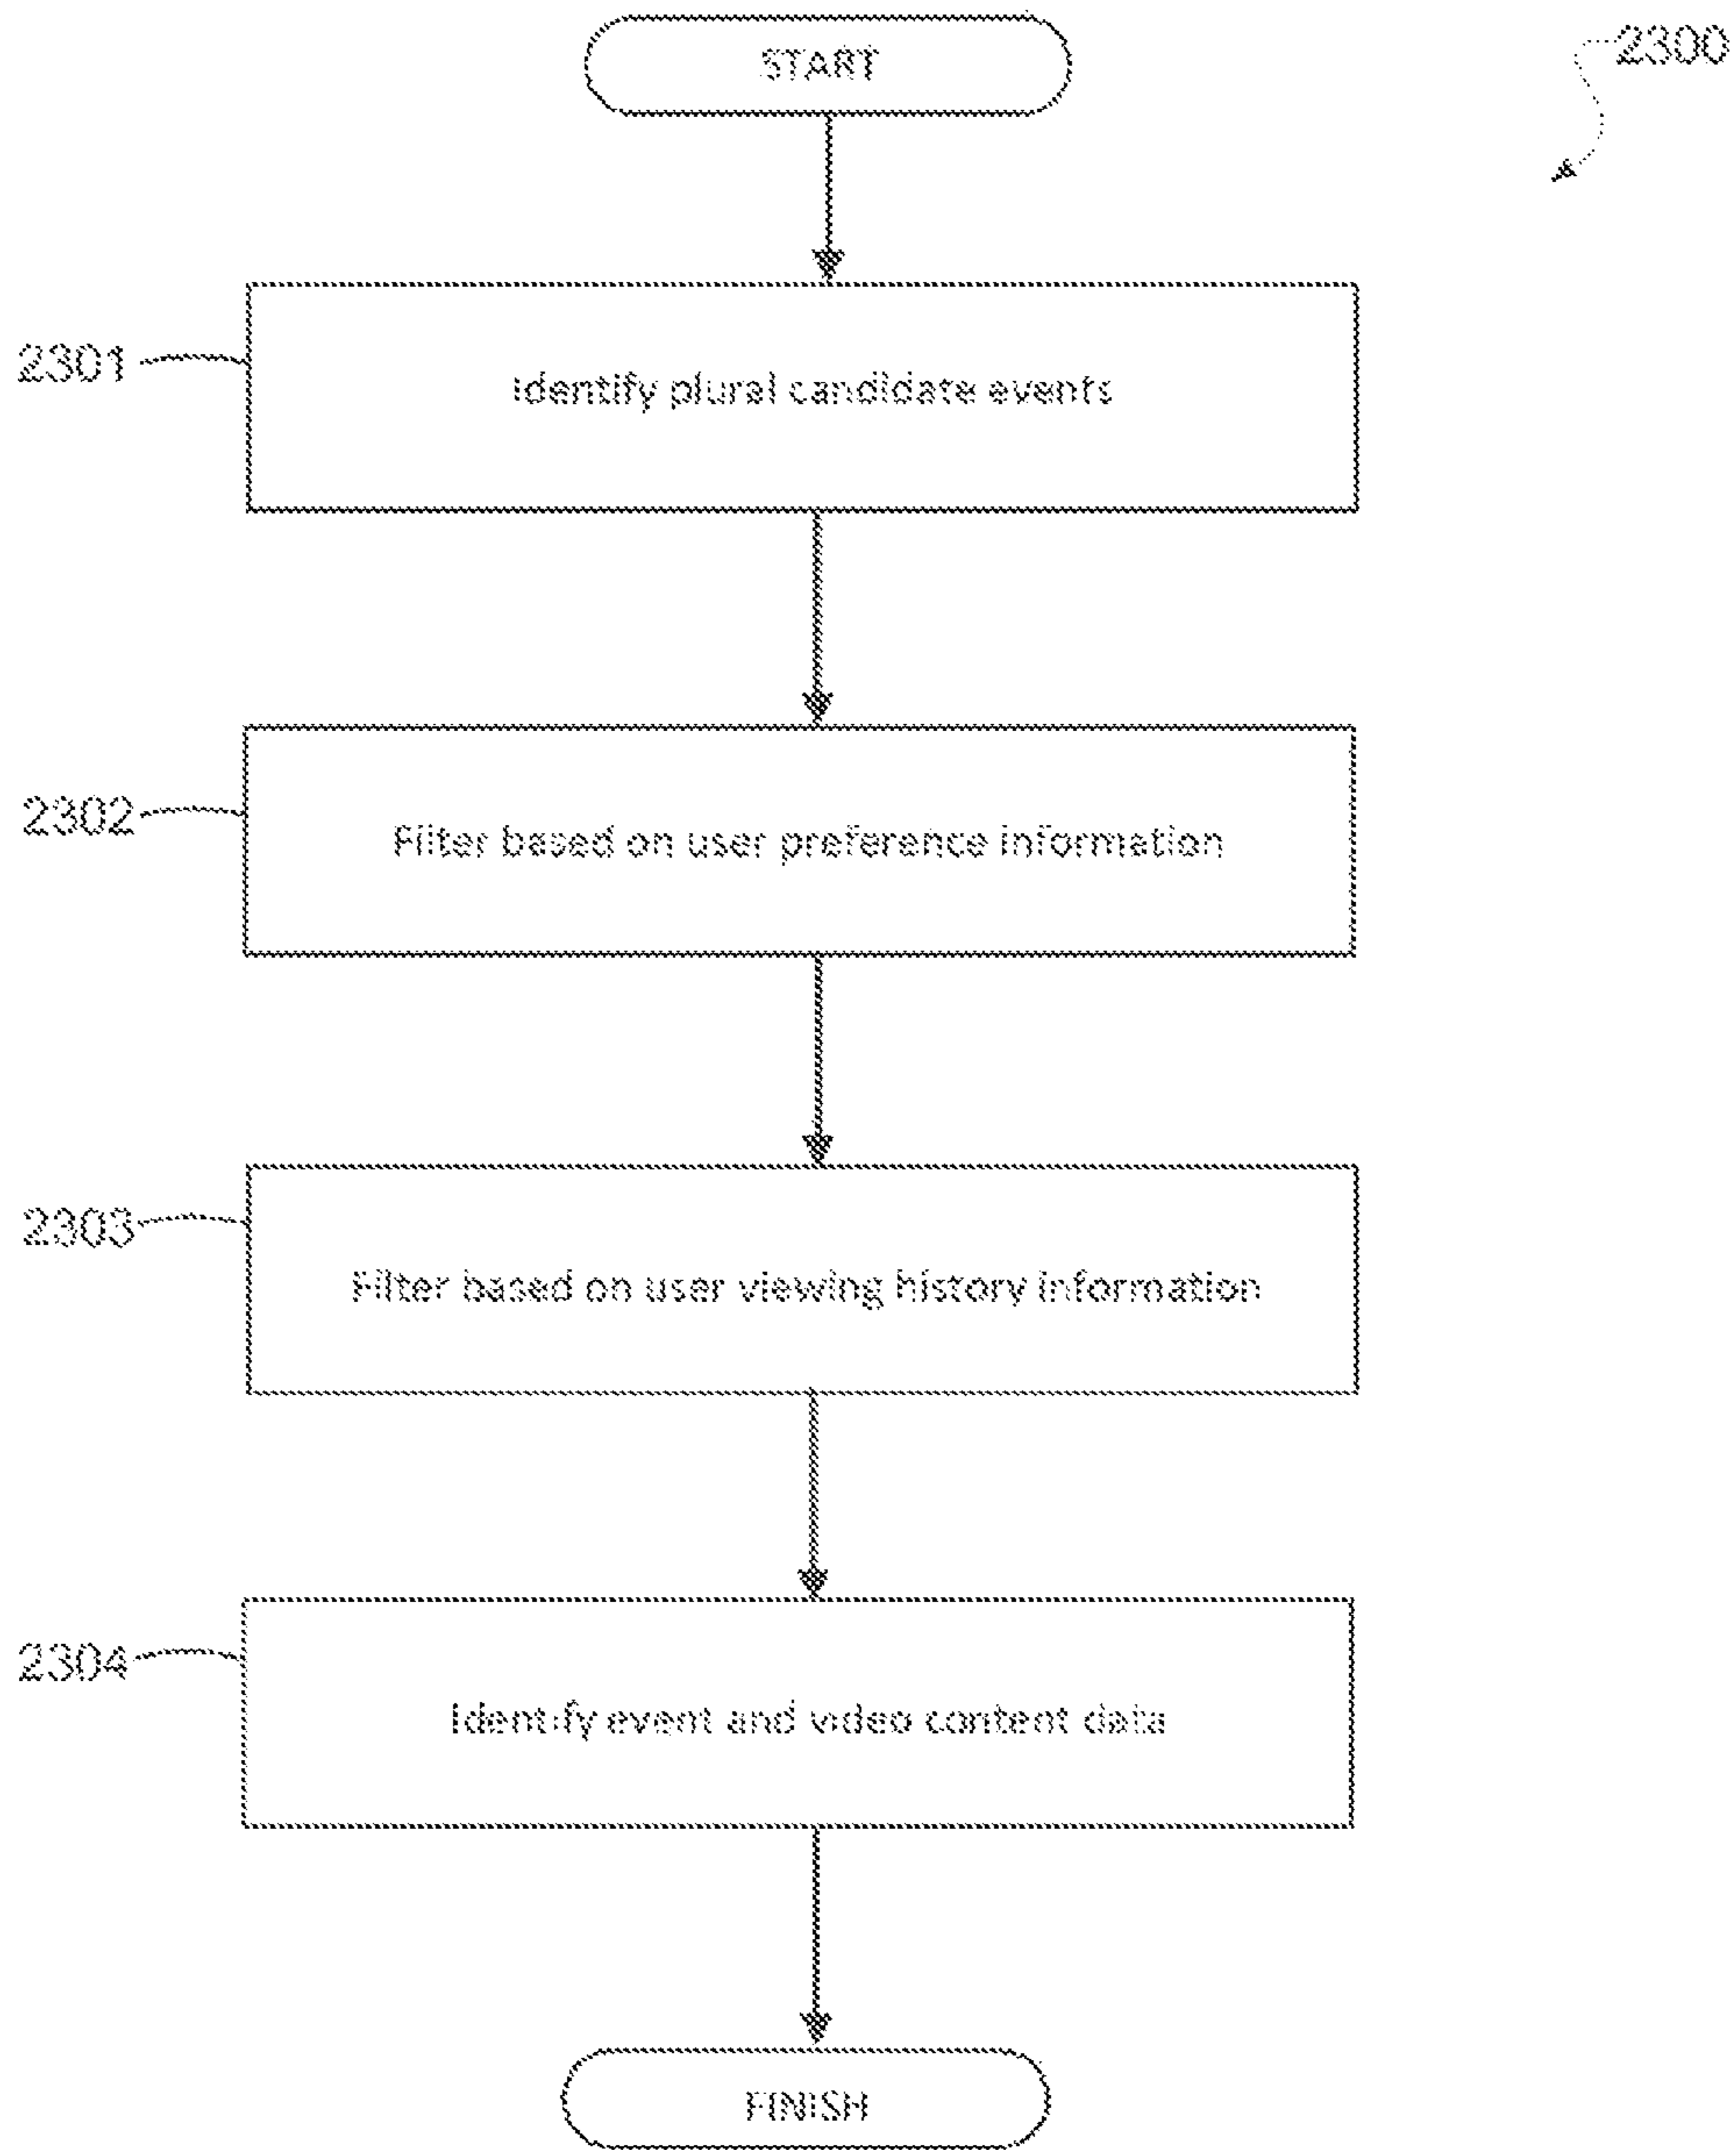 START
2300
2301
Identify plural candidate events
2302
Filter based on user preference information
2303
Filter based on user viewing history information
2304
Identify event and video content data
FINISH